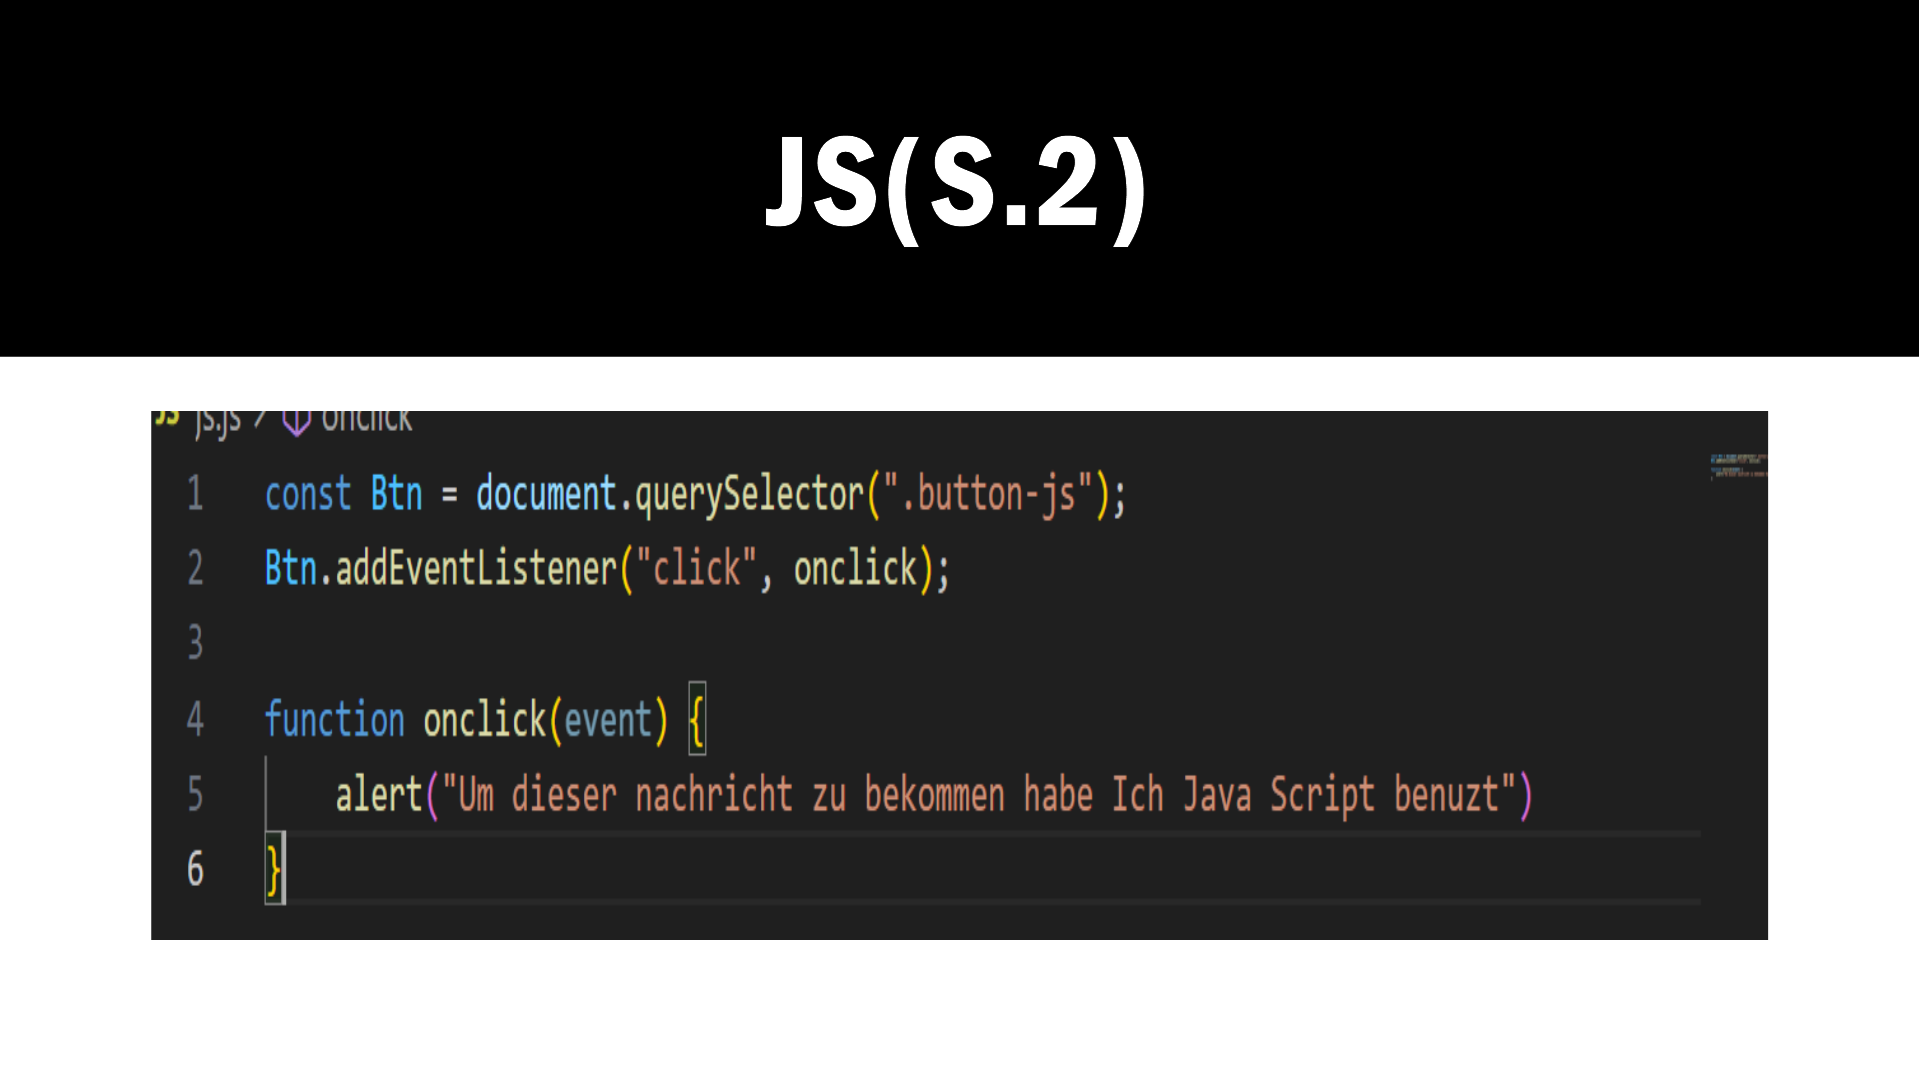 JS(S.2)
JS js.js > onclick
1 const Btn = document.querySelector(".button-js");
2 Btn.addEventListener("click", onclick);
3
4 function onclick(event) {
5 alert("Um dieser nachricht zu bekommen habe Ich Java Script benuzt")
6 }